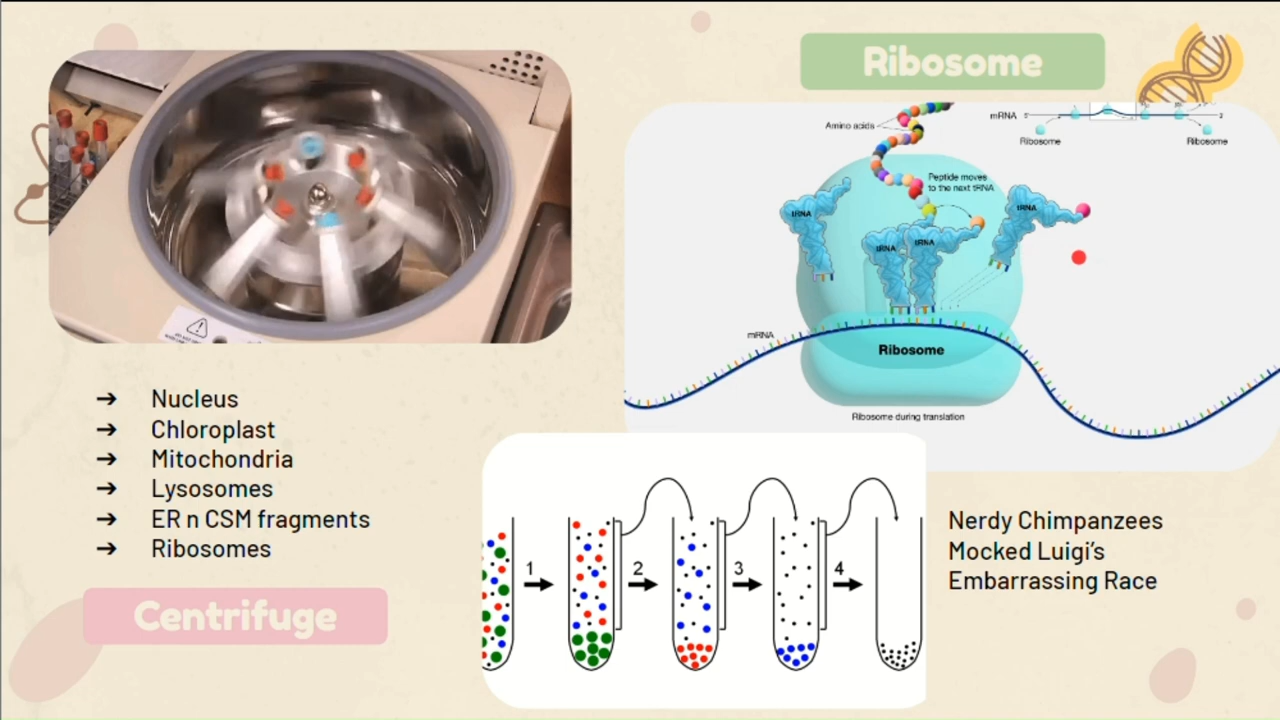 Ribosome
Amino acids
mRNA
5'
3'
Ribosome
Ribosome
Peptide moves
to the next tRNA
tRNA
tRNA
tRNA
tRNA
mRNA
Ribosome
Ribosome during translation
➔ Nucleus
➔ Chloroplast
➔ Mitochondria
➔ Lysosomes
➔ ER n CSM fragments
➔ Ribosomes
Centrifuge
1
2
3
4
Nerdy Chimpanzees
Mocked Luigi's
Embarrassing Race